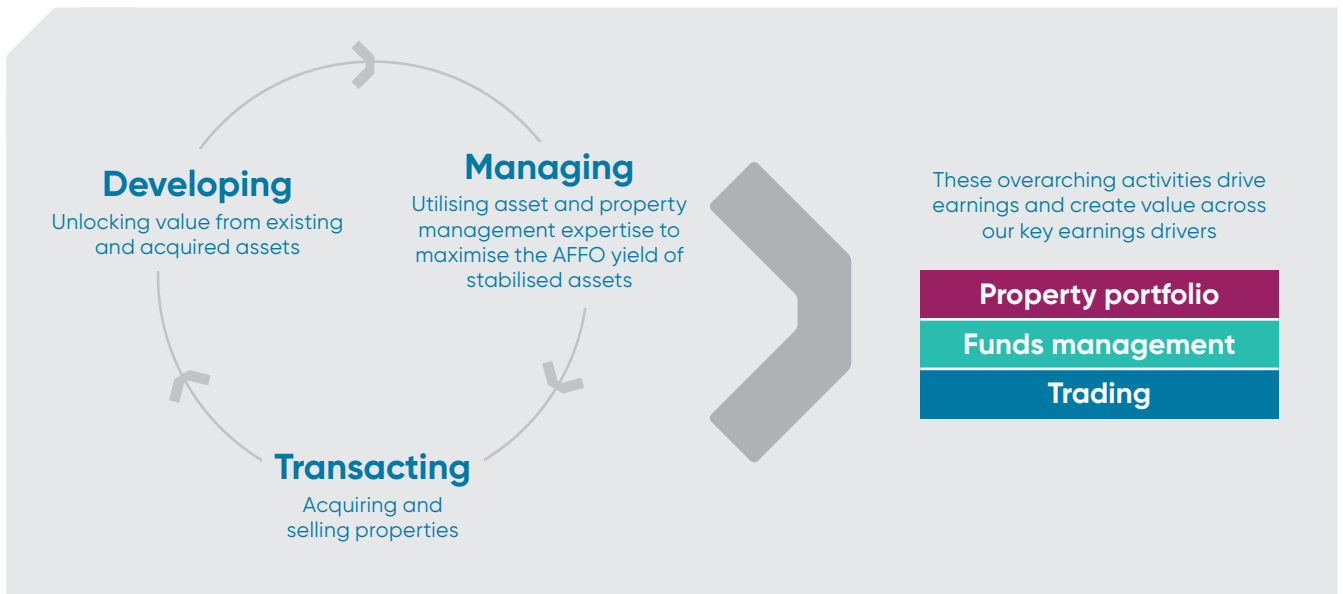 Developing
Unlocking value from existing
and acquired assets
Managing
Utilising asset and property
management expertise to
maximise the AFFO yield of
stabilised assets
Transacting
Acquiring and
selling properties
These overarching activities drive
earnings and create value across
our key earnings drivers
Property portfolio
Funds management
Trading